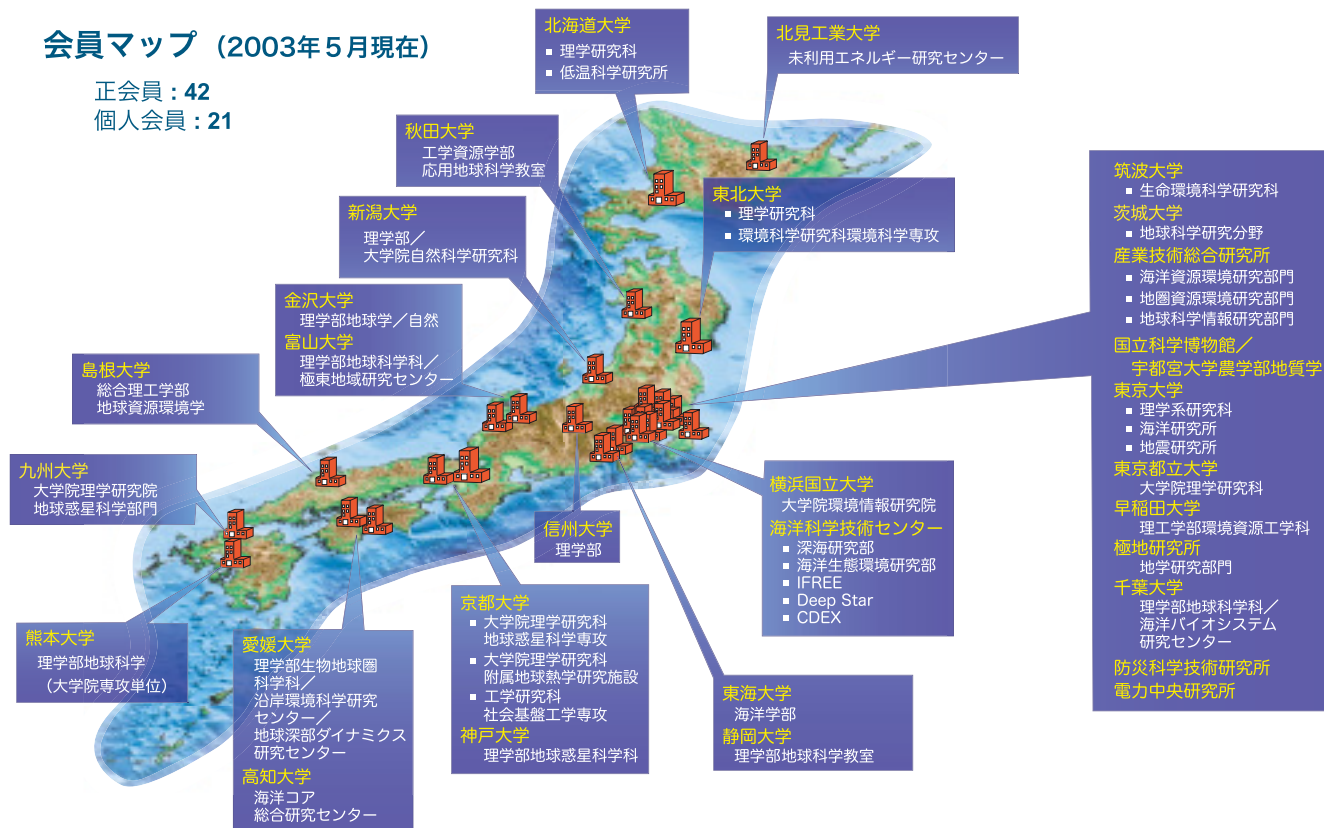 会員マップ（2003年５月現在）
正会員 : 42
個人会員 : 21
北海道大学
■ 理学研究科
■ 低温科学研究所
北見工業大学
未利用エネルギー研究センター
秋田大学
工学資源学部
応用地球科学教室
東北大学
■ 理学研究科
■ 環境科学研究科環境科学専攻
新潟大学
理学部／
大学院自然科学研究科
金沢大学
理学部地球学／自然
富山大学
理学部地球科学科／
極東地域研究センター
島根大学
総合理工学部
地球資源環境学
九州大学
大学院理学研究院
地球惑星科学部門
熊本大学
理学部地球科学
（大学院専攻単位）
愛媛大学
理学部生物地球圏
科学科／
沿岸環境科学研究
センター／
地球深部ダイナミクス
研究センター
高知大学
海洋コア
総合研究センター
京都大学
■ 大学院理学研究科
地球惑星科学専攻
■ 大学院理学研究科
附属地球熱学研究施設
■ 工学研究科
社会基盤工学専攻
神戸大学
理学部地球惑星科学科
信州大学
理学部
東海大学
海洋学部
静岡大学
理学部地球科学教室
横浜国立大学
大学院環境情報研究院
海洋科学技術センター
■ 深海研究部
■ 海洋生態環境研究部
■ IFREE
■ Deep Star
■ CDEX
筑波大学
■ 生命環境科学研究科
茨城大学
■ 地球科学研究分野
産業技術総合研究所
■ 海洋資源環境研究部門
■ 地圏資源環境研究部門
■ 地球科学情報研究部門
国立科学博物館／
宇都宮大学農学部地質学
東京大学
■ 理学系研究科
■ 海洋研究所
■ 地震研究所
東京都立大学
大学院理学研究科
早稲田大学
理工学部環境資源工学科
極地研究所
地学研究部門
千葉大学
理学部地球科学科／
海洋バイオシステム
研究センター
防災科学技術研究所
電力中央研究所